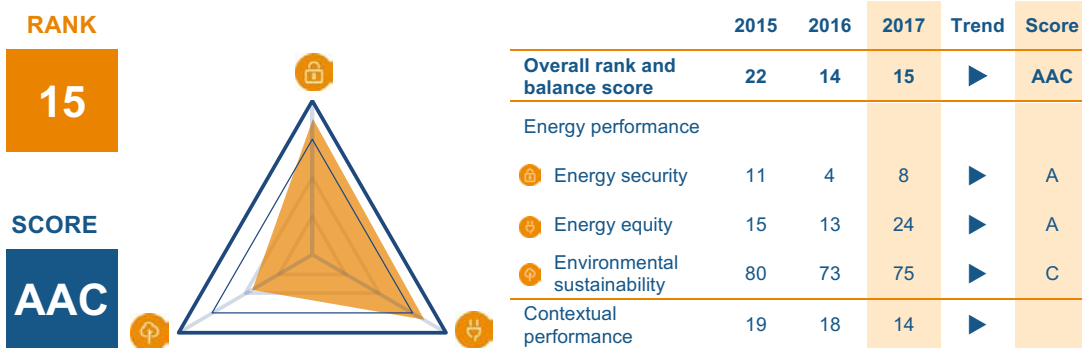 RANK
15
SCORE
AAC
2015 2016 2017 Trend Score
Overall rank and
balance score 22 14 15 AAC
Energy performance
Energy security 11 4 8 A
Energy equity 15 13 24 A
Environmental
sustainability 80 73 75 C
Contextual
performance 19 18 14